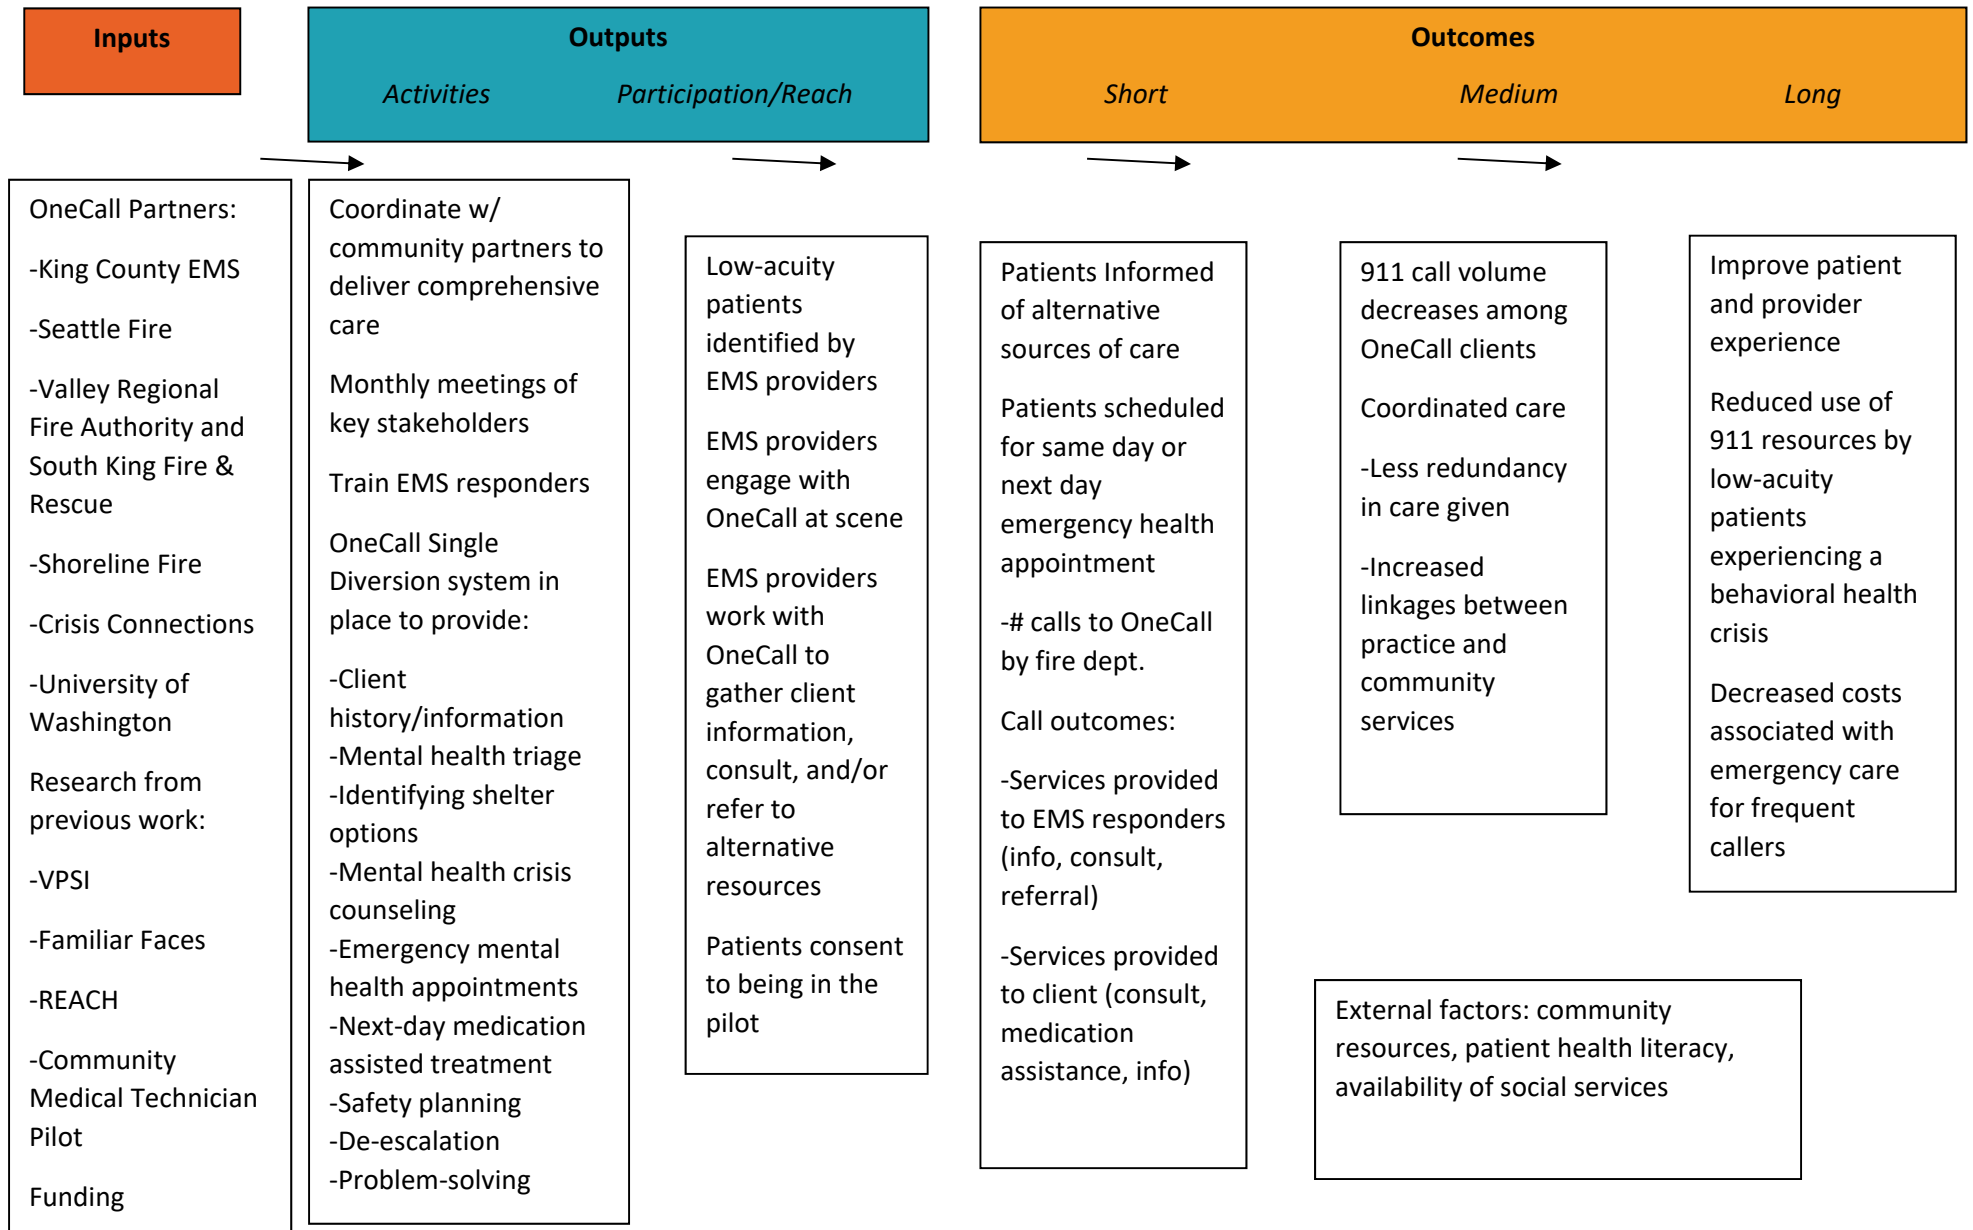 Inputs
Outputs
Activities
Participation/Reach
Outcomes
Short
Medium
Long
OneCall Partners:
-King County EMS
-Seattle Fire
-Valley Regional
Fire Authority and
South King Fire &
Rescue
-Shoreline Fire
-Crisis Connections
-University of
Washington
Research from
previous work:
-VPSI
-Familiar Faces
-REACH
-Community
Medical Technician
Pilot
Funding
Coordinate w/
community partners to
deliver comprehensive
care
Monthly meetings of
key stakeholders
Train EMS responders
OneCall Single
Diversion system in
place to provide:
-Client
history/information
-Mental health triage
-Identifying shelter
options
-Mental health crisis
counseling
-Emergency mental
health appointments
-Next-day medication
assisted treatment
-Safety planning
-De-escalation
-Problem-solving
Low-acuity
patients
identified by
EMS providers
EMS providers
engage with
OneCall at scene
EMS providers
work with
OneCall to
gather client
information,
consult, and/or
refer to
alternative
resources
Patients consent
to being in the
pilot
Patients Informed
of alternative
sources of care
Patients scheduled
for same day or
next day
emergency health
appointment
-# calls to OneCall
by fire dept.
Call outcomes:
-Services provided
to EMS responders
(info, consult,
referral)
-Services provided
to client (consult,
medication
assistance, info)
911 call volume
decreases among
OneCall clients
Coordinated care
-Less redundancy
in care given
-Increased
linkages between
practice and
community
services
Improve patient
and provider
experience
Reduced use of
911 resources by
low-acuity
patients
experiencing a
behavioral health
crisis
Decreased costs
associated with
emergency care
for frequent
callers
External factors: community
resources, patient health literacy,
availability of social services